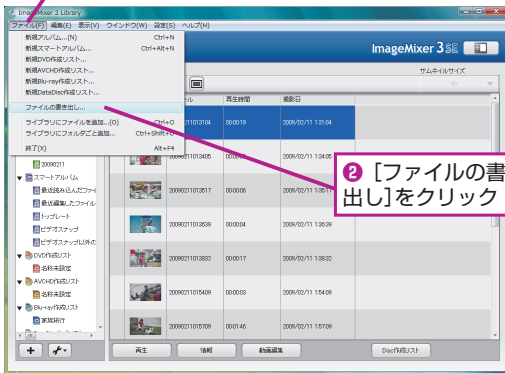 ImageMixer 3 Library
ファイル(F) 編集(E) 表示(V) ウインドウ(W) 設定(S) ヘルプ(H)
新規アルバム...(N) Ctrl+N
新規スマートアルバム... Ctrl+Alt+N
新規DVD作成リスト...
新規AVCHD作成リスト...
新規Blu-ray作成リスト...
新規DataDisc作成リスト...
ファイルの書き出し...
ライブラリにファイルを追加...(O) Ctrl+O
ライブラリにフォルダごと追加... Ctrl+Shift+O
終了(X) Alt+F4
ImageMixer 3 SE
サムネイルサイズ
中
再生時間 撮影日
0211013104 00:00:19 2009/02/11 13:1:04
20090211013405 2009/02/11 1:34:05
20090211013517 00:00:06 2009/02/11 1:35:17
20090211013639 00:00:04 2009/02/11 1:36:39
20090211013832 00:00:17 2009/02/11 1:38:32
20090211015409 00:00:03 2009/02/11 1:54:09
20090211015709 00:01:46 2009/02/11 1:57:09
❷ [ファイルの書
出し]をクリック
20090211
スマートアルバム
最近読み込んだファイ
最近編集したファイル
トップレート
ビデオスナップ
ビデオスナップ以外の
DVD作成リスト
名称未設定
AVCHD作成リスト
名称未設定
Blu-ray作成リスト
家族旅行
再生 情報 動画編集 Disc作成リスト